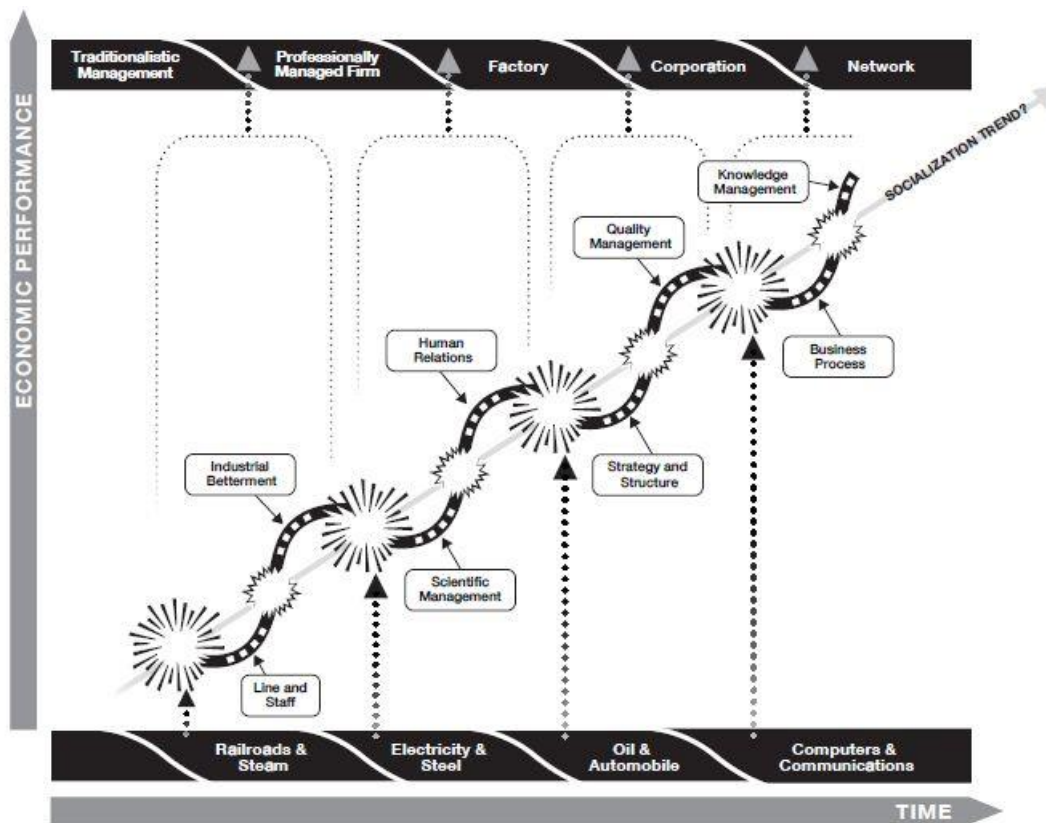 Traditionalistic
Management
Professionally
Managed Firm
Factory
Corporation
Network
ECONOMIC PERFORMANCE
SOCIALIZATION TREND?
Knowledge
Management
Quality
Management
Business
Process
Human
Relations
Strategy and
Structure
Industrial
Betterment
Scientific
Management
Line and
Staff
Railroads &
Steam
Electricity &
Steel
Oil &
Automobile
Computers &
Communications
TIME